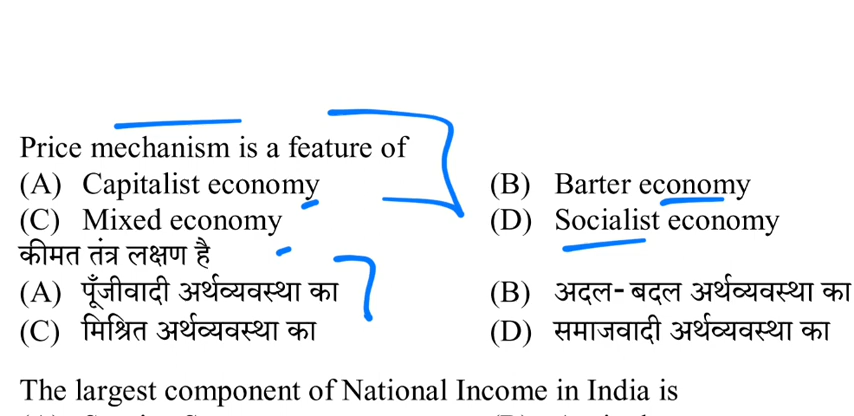 Price mechanism is a feature of
(A) Capitalist economy (B) Barter economy
(C) Mixed economy (D) Socialist economy
कीमत तंत्र लक्षण है
(A) पूँजीवादी अर्थव्यवस्था का (B) अदल-बदल अर्थव्यवस्था का
(C) मिश्रित अर्थव्यवस्था का (D) समाजवादी अर्थव्यवस्था का
The largest component of National Income in India is